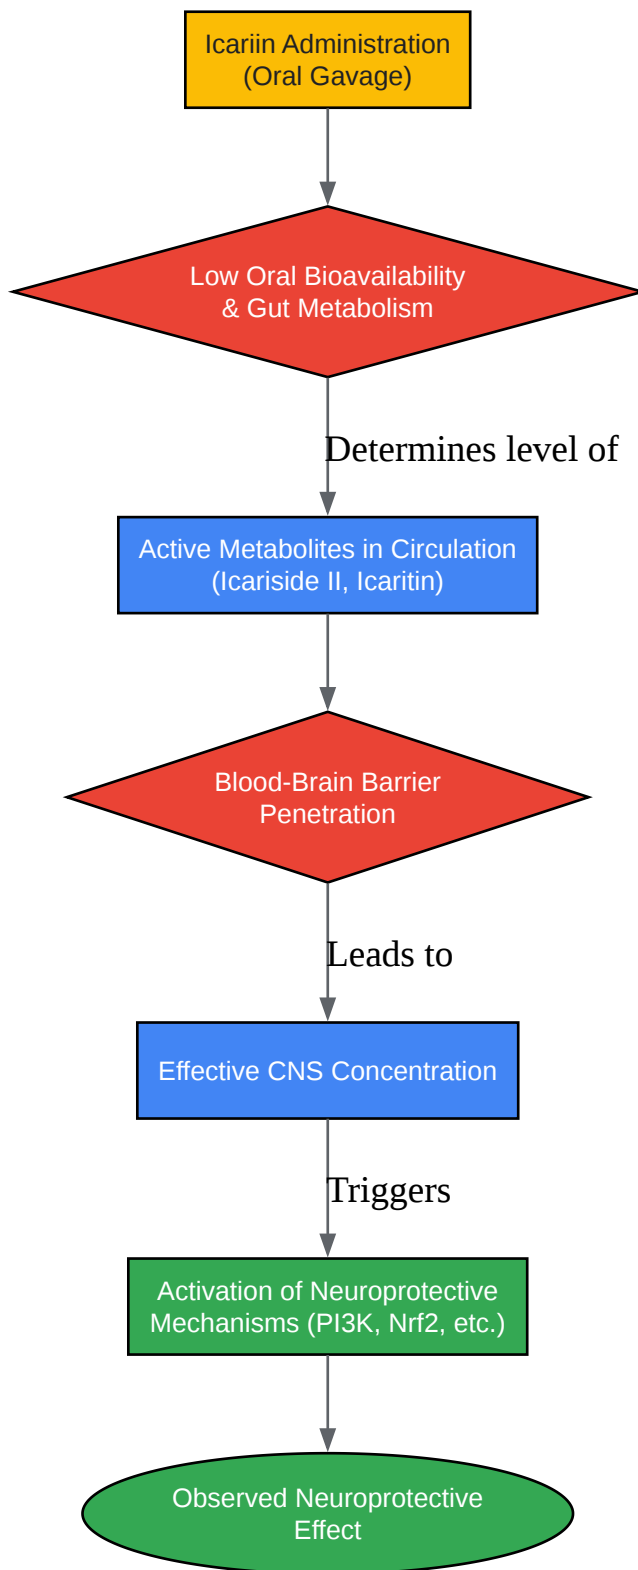 Icariin Administration
(Oral Gavage)
Low Oral Bioavailability
& Gut Metabolism
Determines level of
Active Metabolites in Circulation
(Icariside II, Icaritin)
Blood-Brain Barrier
Penetration
Leads to
Effective CNS Concentration
Triggers
Activation of Neuroprotective
Mechanisms (PI3K, Nrf2, etc.)
Observed Neuroprotective
Effect